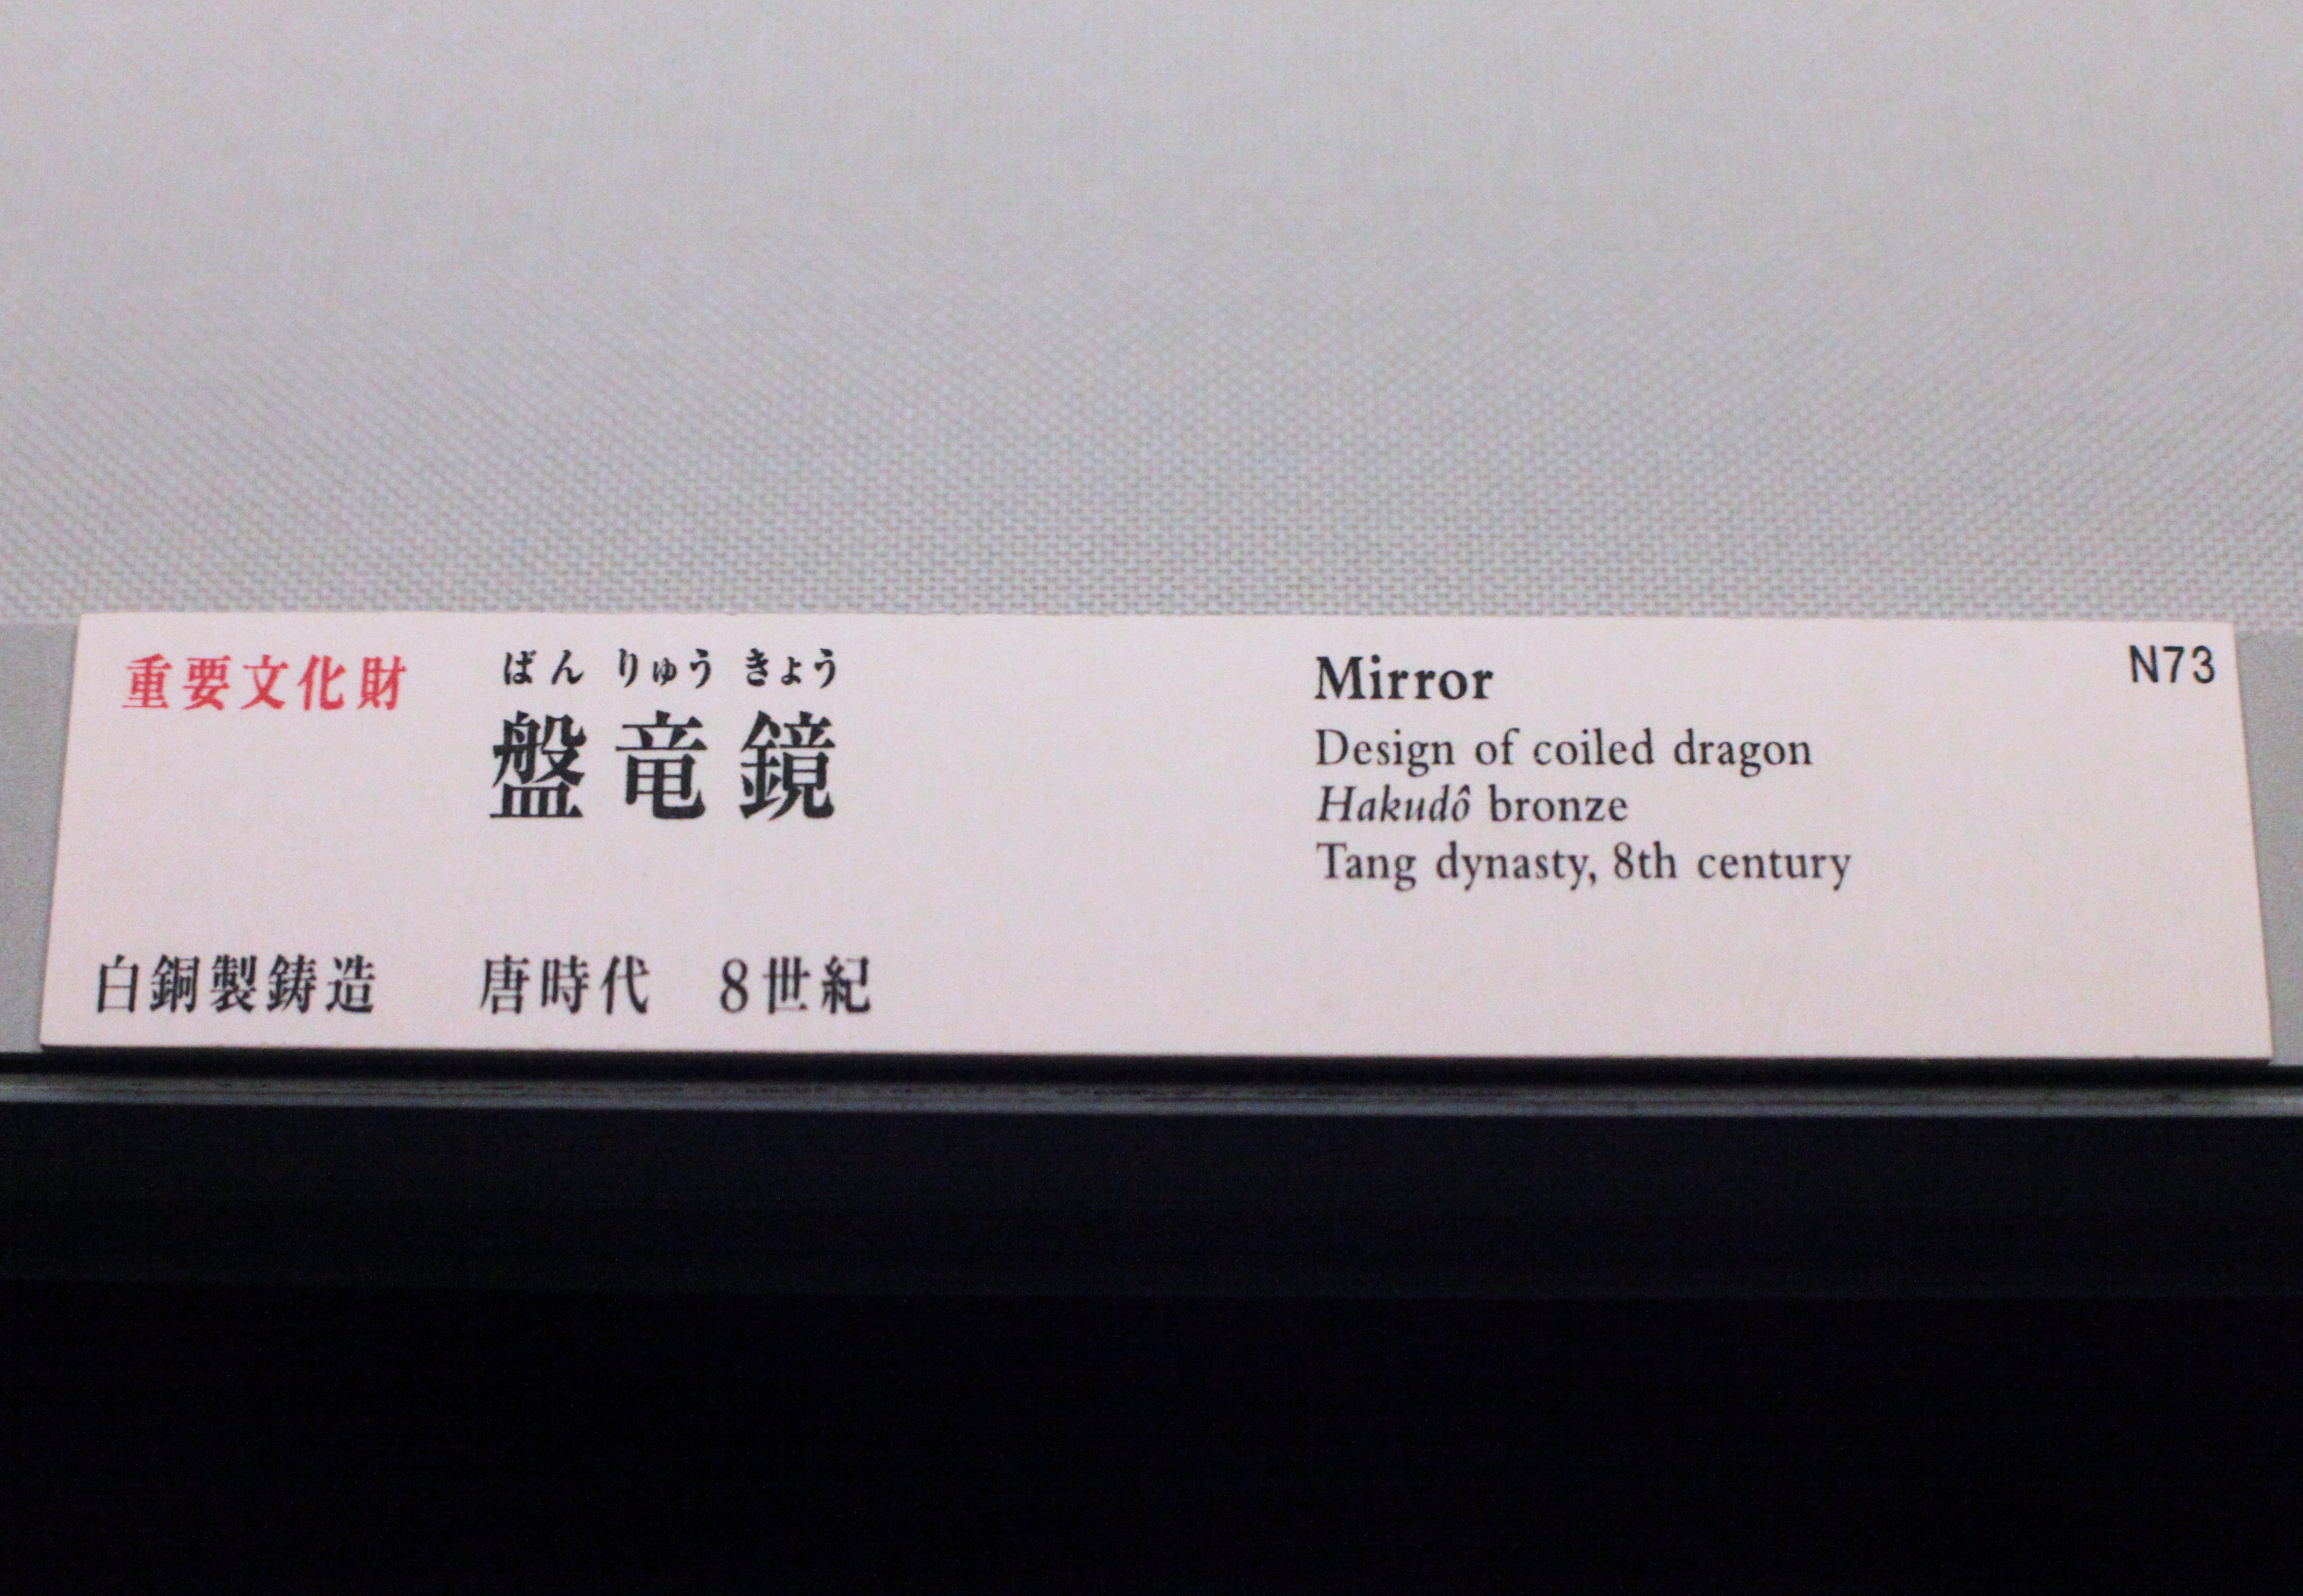 重要文化財
ばん りゅう きょう
盤竜鏡
白銅製鋳造 唐時代 8世紀
Mirror
Design of coiled dragon
Hakudô bronze
Tang dynasty, 8th century
N73